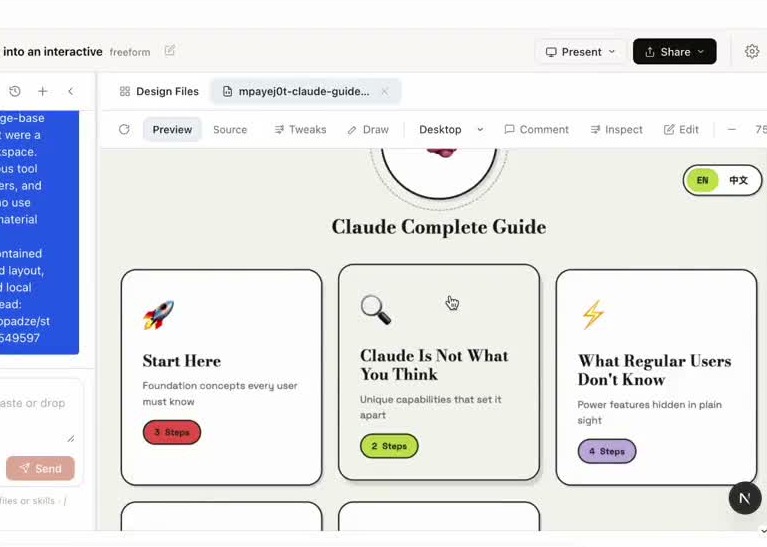 into an interactive freeform
Present
Share
Design Files
mpayej0t-claude-guide...
Preview
Source
Tweaks
Draw
Desktop
Comment
Inspect
Edit
75
ge-base
t were a
kspace.
ous tool
ers, and
no use
material
ontained
d layout,
d local
ead:
opadze/st
549597
aste or drop
Send
files or skills · /
EN
中文
Claude Complete Guide
Start Here
Foundation concepts every user
must know
3 Steps
Claude Is Not What
You Think
Unique capabilities that set it
apart
2 Steps
What Regular Users
Don't Know
Power features hidden in plain
sight
4 Steps
N